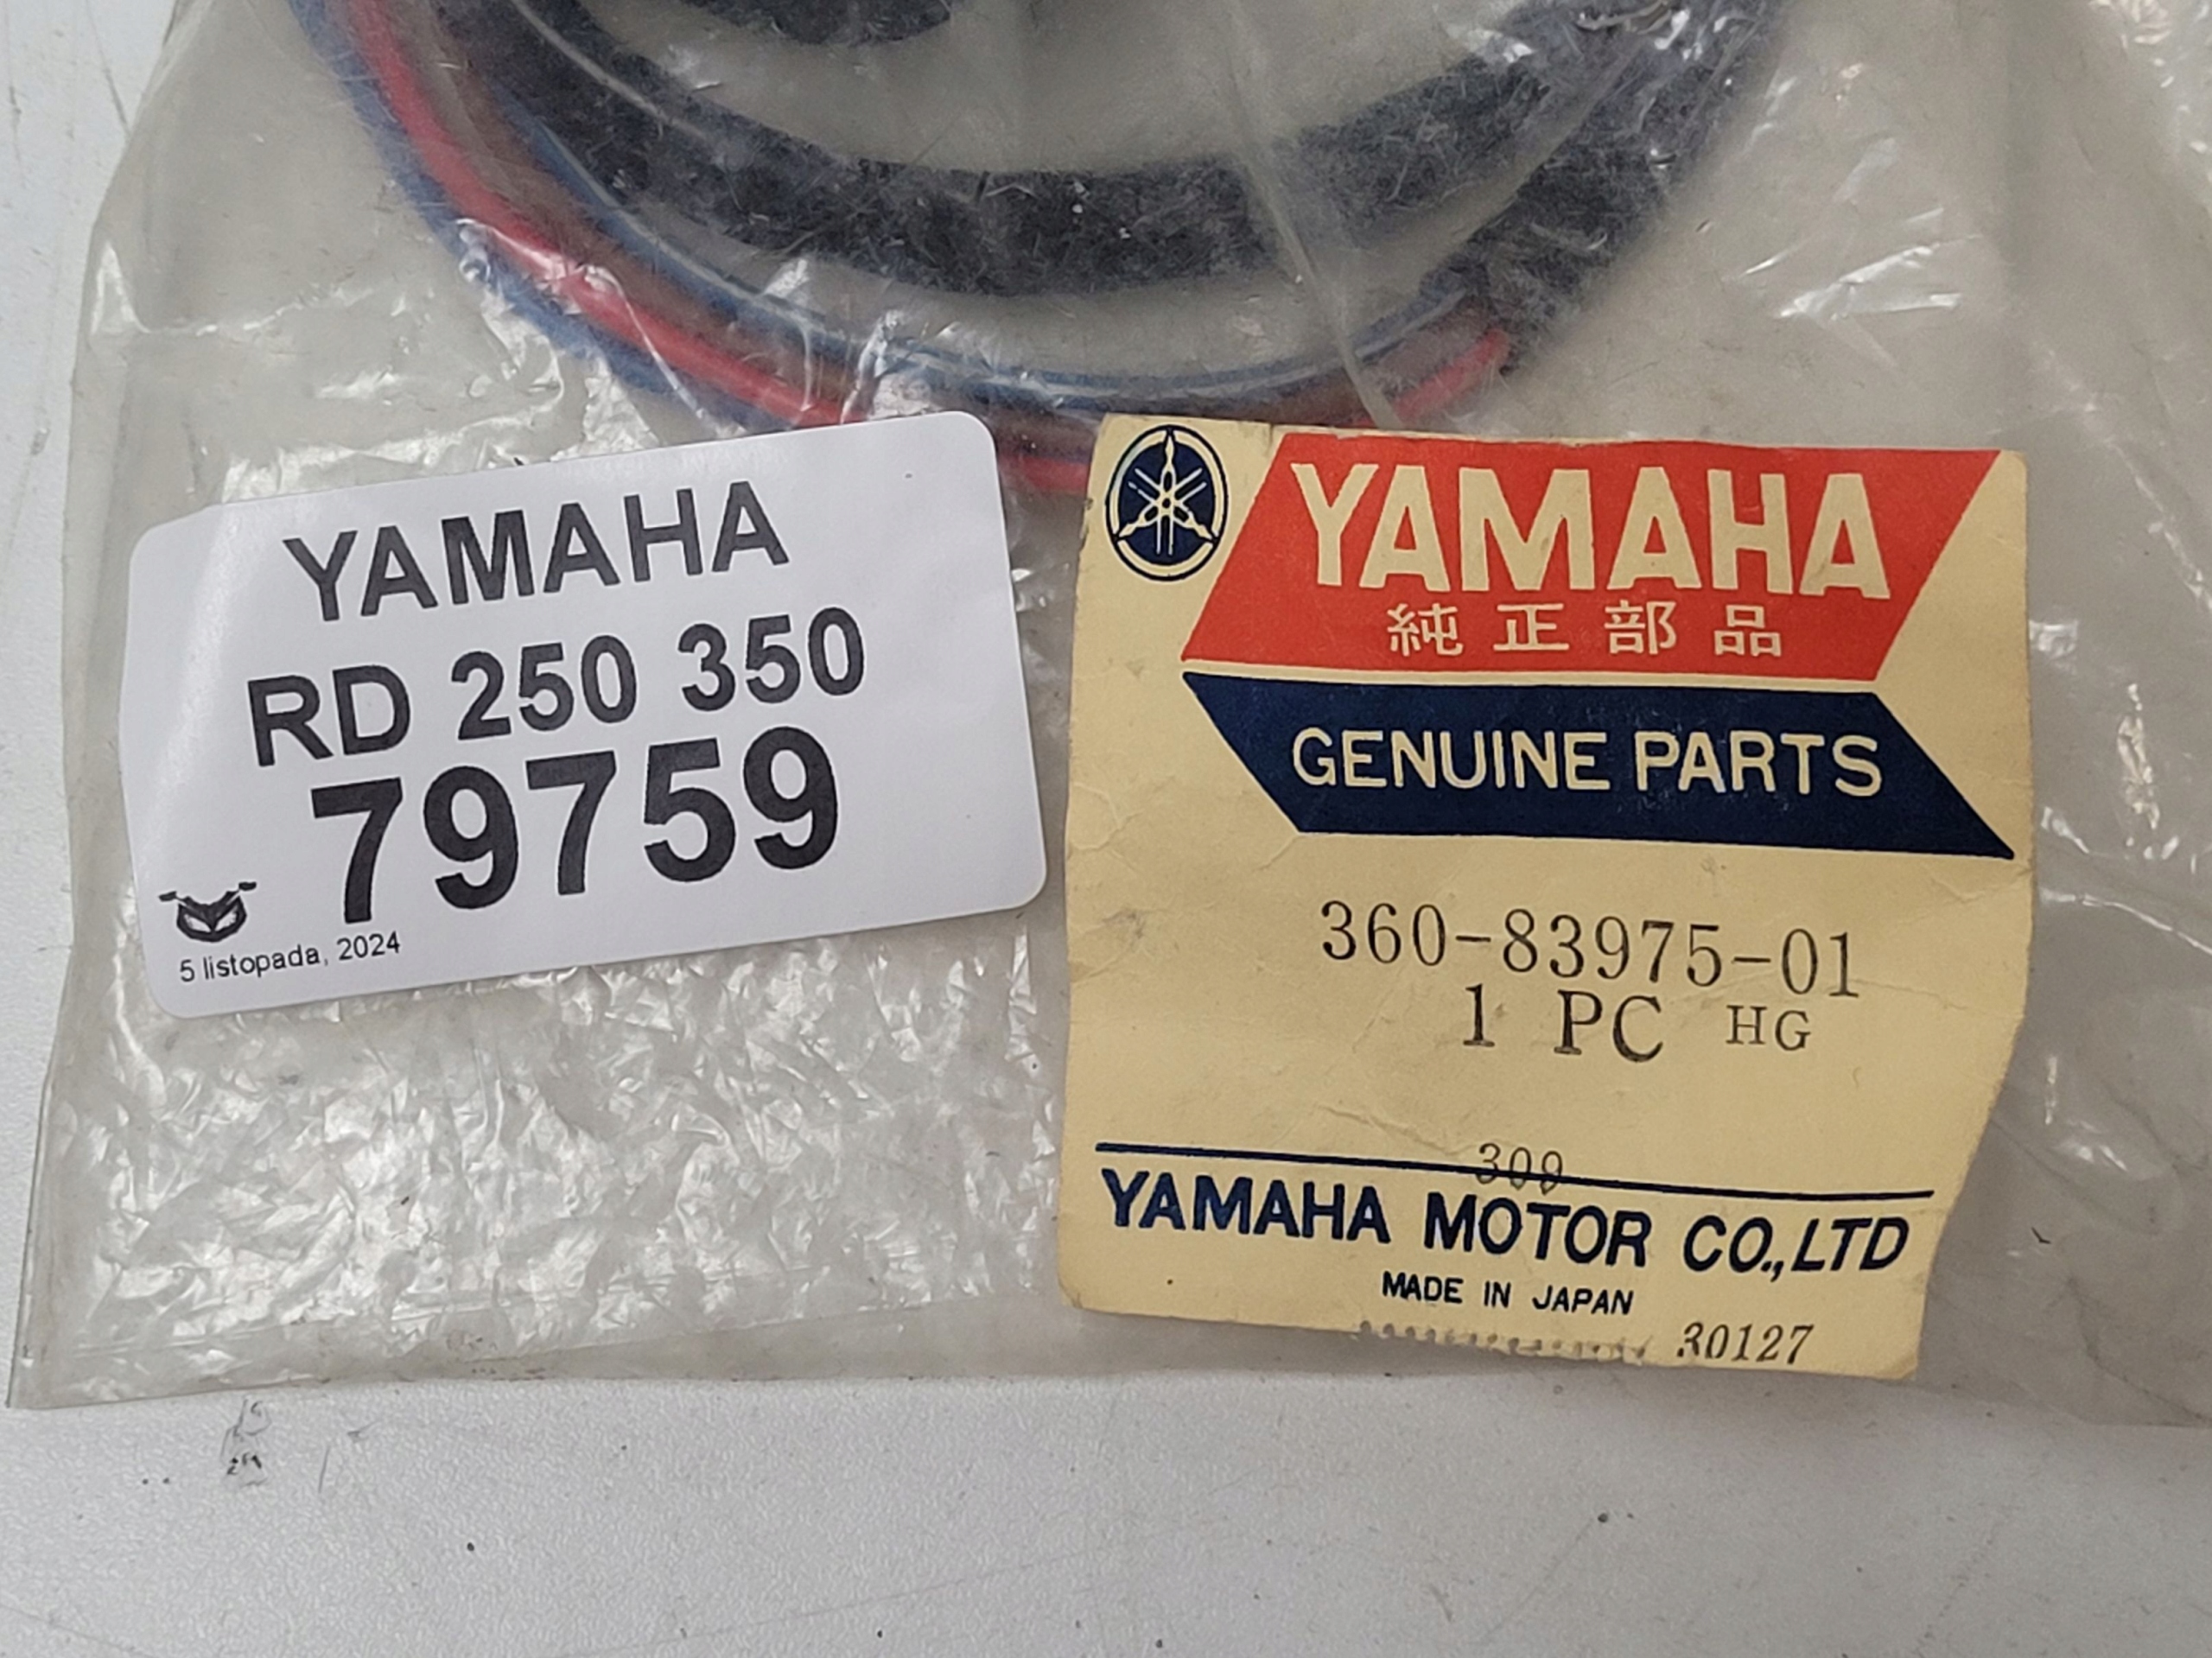 YAMAHA
RD 250 350
79759
5 listopada, 2024
YAMAHA
純正部品
GENUINE PARTS
360-83975-01
1 PC HG
309
YAMAHA MOTOR CO.,LTD
MADE IN JAPAN
30127